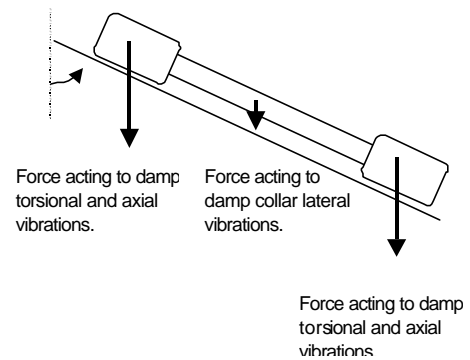 Force acting to damp
torsional and axial
vibrations.
Force acting to
damp collar lateral
vibrations.
Force acting to damp
torsional and axial
vibrations